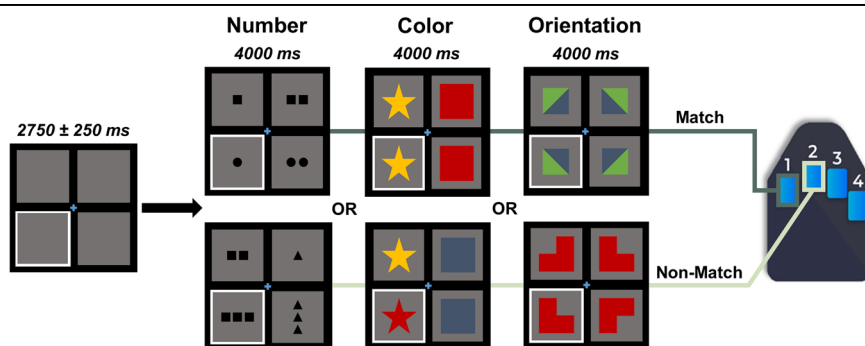 Number Color Orientation
4000 ms 4000 ms 4000 ms
2750 ± 250 ms
Match
1 2 3 4
OR OR
Non-Match